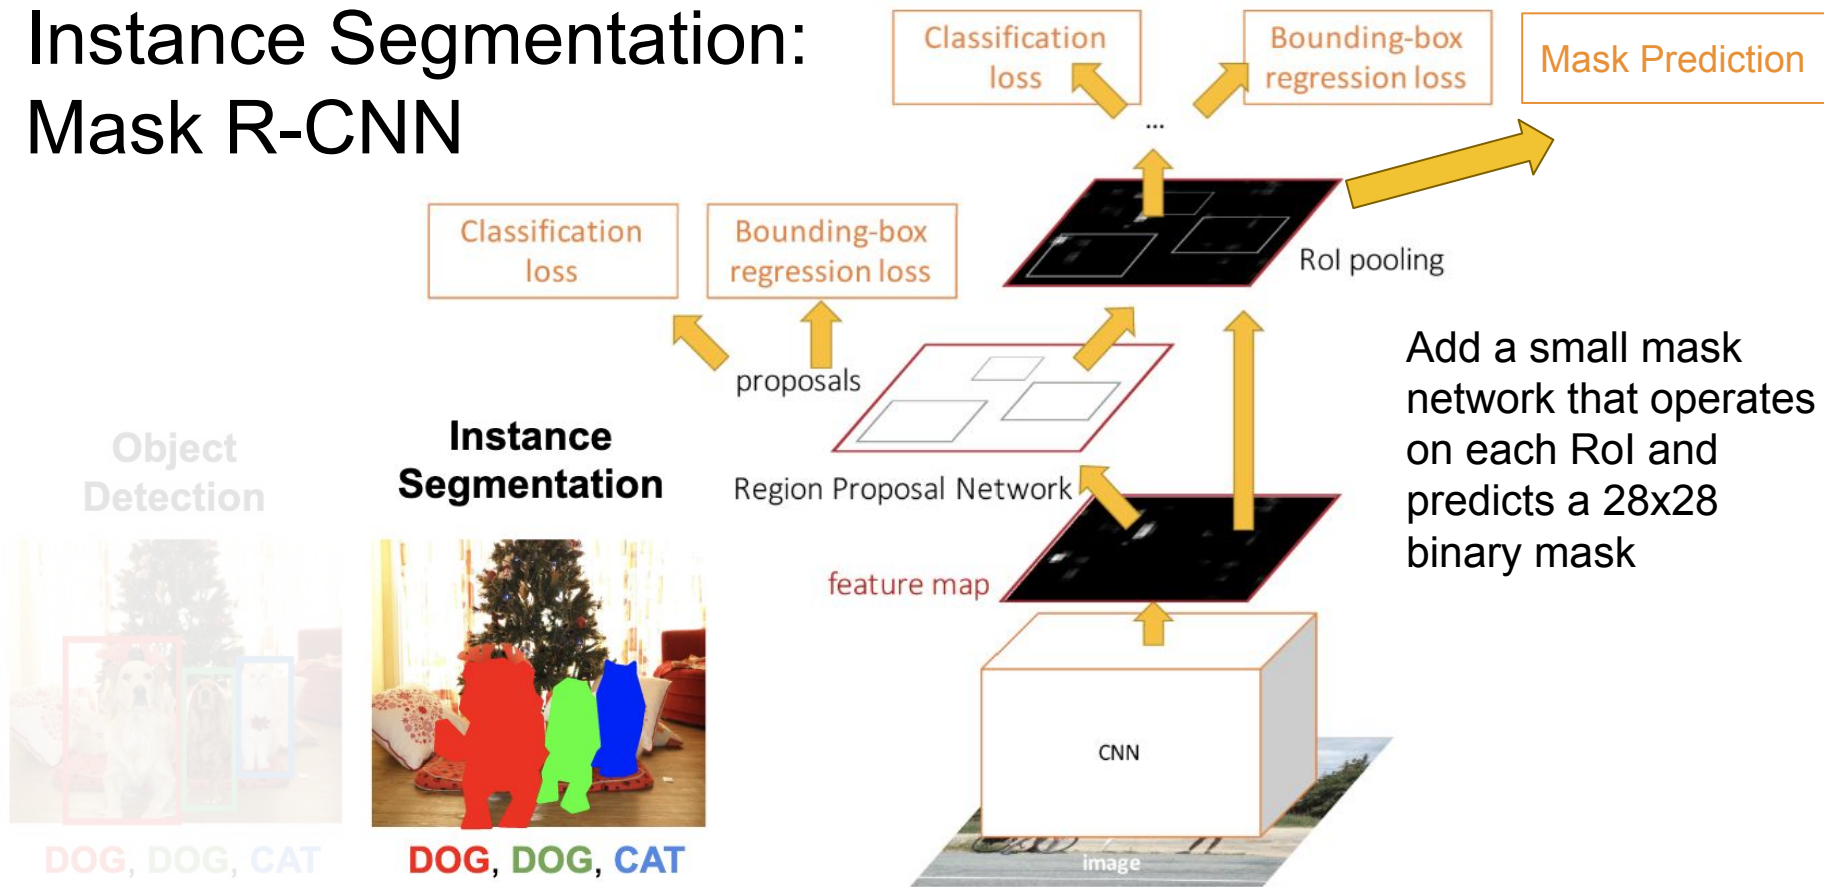 Instance Segmentation:
Mask R-CNN
Classification
loss
Bounding-box
regression loss
Mask Prediction
...
Classification
loss
Bounding-box
regression loss
RoI pooling
proposals
Add a small mask
network that operates
on each RoI and
predicts a 28x28
binary mask
Object
Detection
Instance
Segmentation
Region Proposal Network
feature map
CNN
image
DOG, DOG, CAT
DOG, DOG, CAT